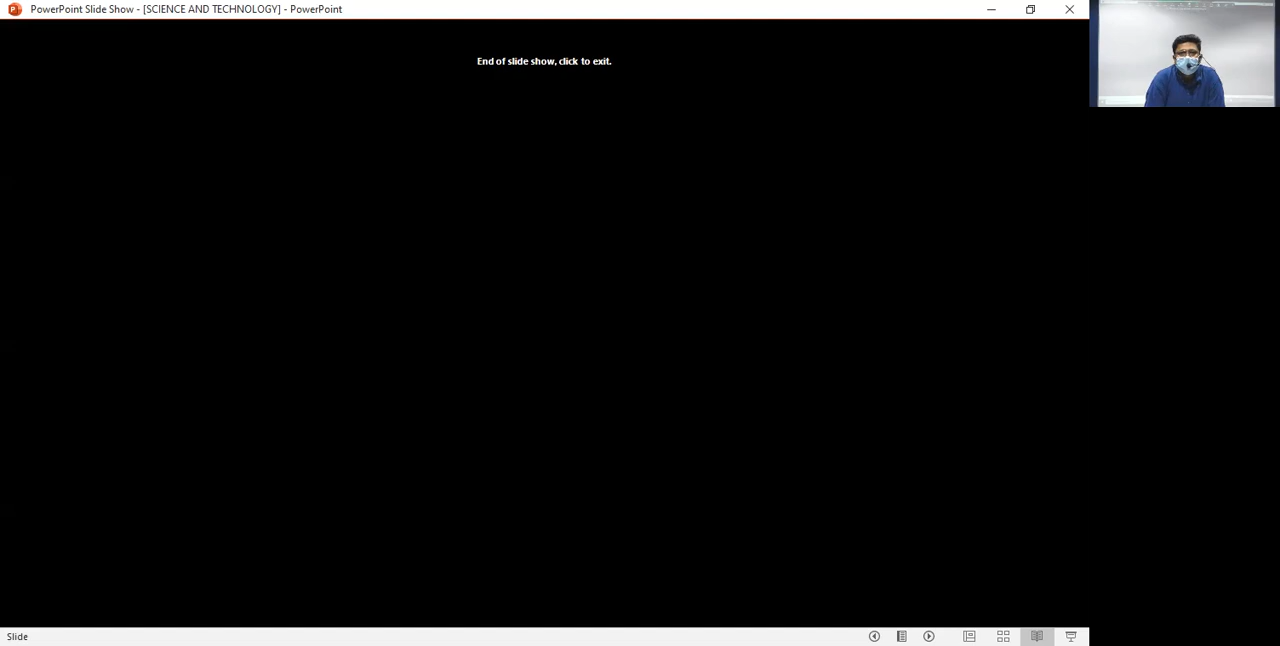 PowerPoint Slide Show - [SCIENCE AND TECHNOLOGY] - PowerPoint
End of slide show, click to exit.
Slide